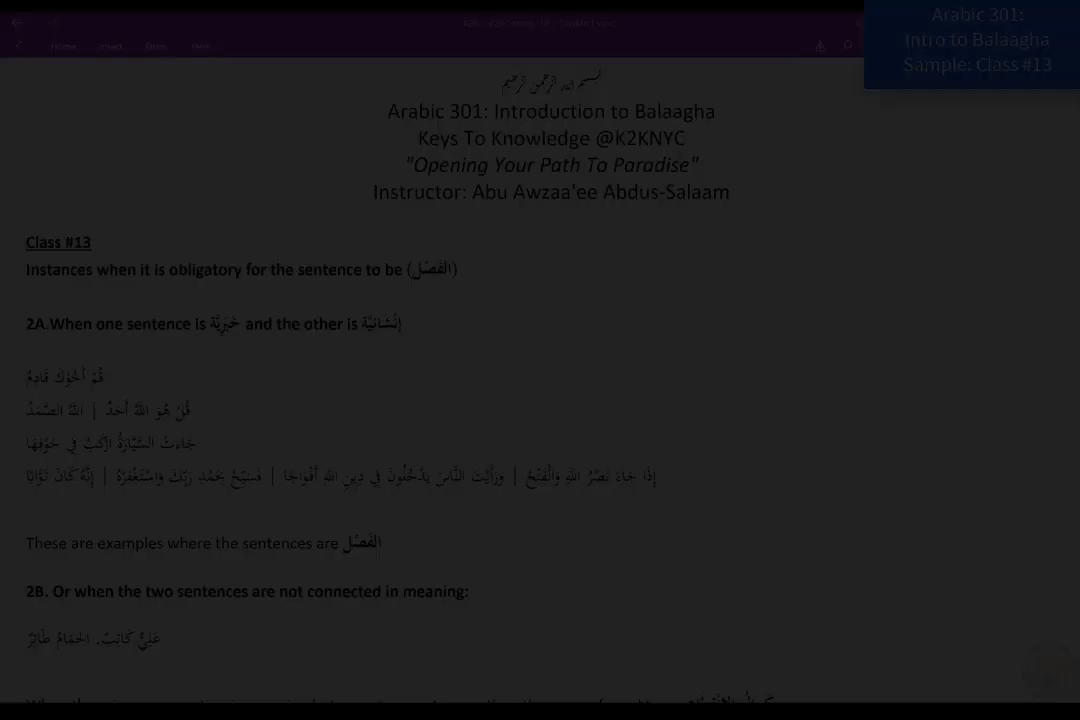 Arabic 301:
Intro to Balaagha
Sample: Class #13
Home Insert Draw View
بسم الله الرحمن الرحيم
Arabic 301: Introduction to Balaagha
Keys To Knowledge @K2KNYC
"Opening Your Path To Paradise"
Instructor: Abu Awzaa'ee Abdus-Salaam
Class #13
Instances when it is obligatory for the sentence to be (الفَصْل)
2A.When one sentence is خَبَرِيَّة and the other is إِنْشَائِيَّة
قُمْ أَخُوْكَ قَادِمٌ
قُلْ هُوَ اللَّهُ أَحَدٌ | اللَّهُ الصَّمَدُ
جَاءَتْ السَّيَّارَةُ ارْكَبْ فِي جَوْفِهَا
إِذَا جَاءَ نَصْرُ اللَّهِ وَالْفَتْحُ | وَرَأَيْتَ النَّاسَ يَدْخُلُونَ فِي دِينِ اللَّهِ أَفْوَاجًا | فَسَبِّحْ بِحَمْدِ رَبِّكَ وَاسْتَغْفِرْهُ | إِنَّهُ كَانَ تَوَّابًا
These are examples where the sentences are الفَصْل
2B. Or when the two sentences are not connected in meaning:
عَلِيٌّ كَاتِبٌ. الحَمَامُ طَائِرٌ